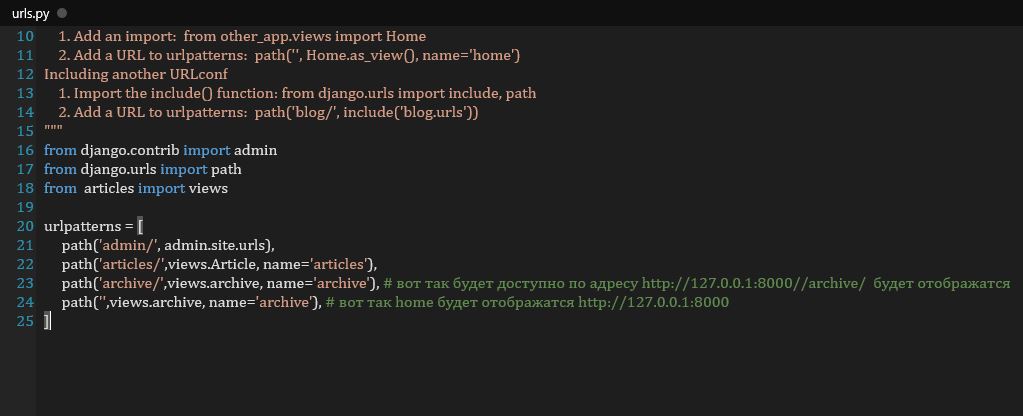 urls.py
10 1. Add an import: from other_app.views import Home
11 2. Add a URL to urlpatterns: path('', Home.as_view(), name='home')
12 Including another URLconf
13 1. Import the include() function: from django.urls import include, path
14 2. Add a URL to urlpatterns: path('blog/', include('blog.urls'))
15 """
16 from django.contrib import admin
17 from django.urls import path
18 from articles import views
19
20 urlpatterns = [
21 path('admin/', admin.site.urls),
22 path('articles/',views.Article, name='articles'),
23 path('archive/',views.archive, name='archive'), # вот так будет доступно по адресу http://127.0.0.1:8000//archive/ будет отображатся
24 path('',views.archive, name='archive'), # вот так home будет отображатся http://127.0.0.1:8000
25 ]